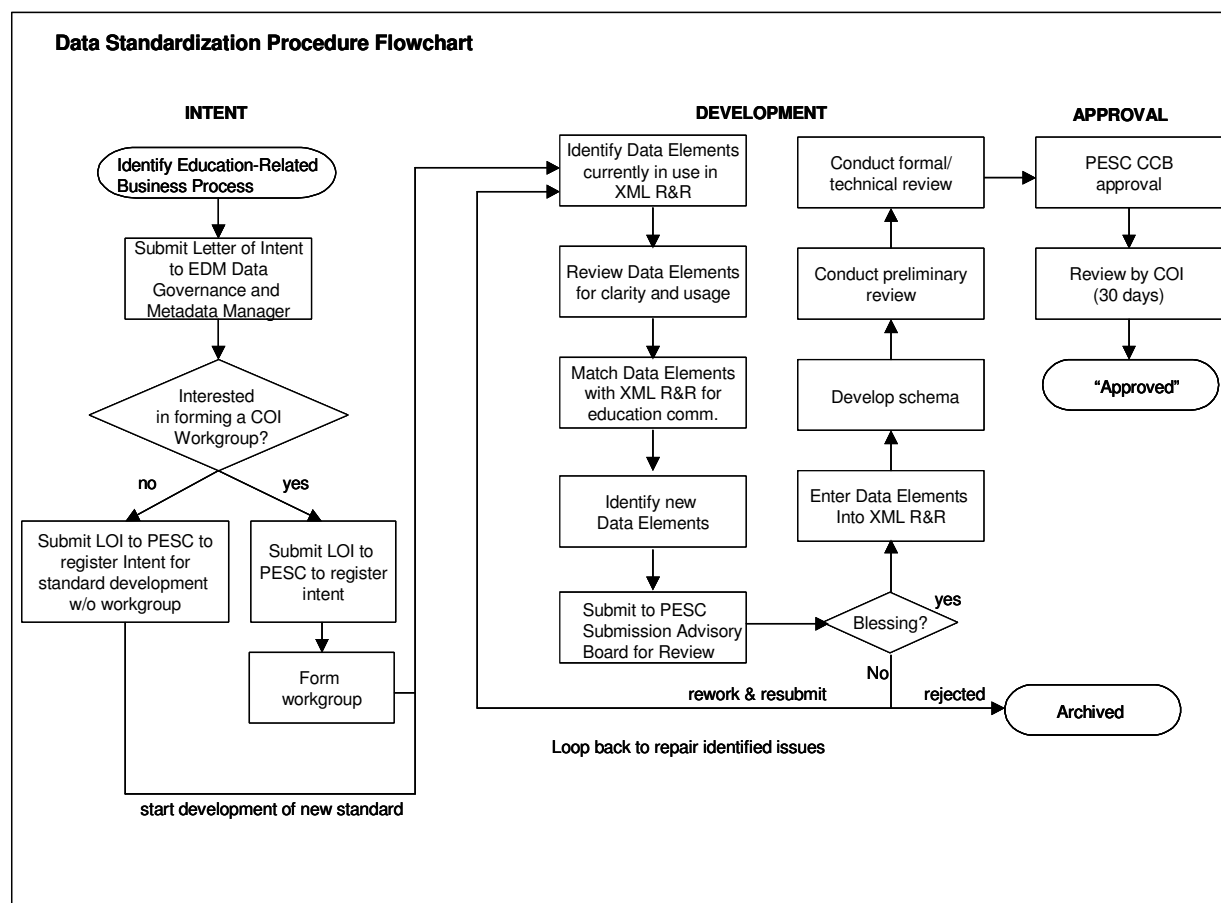 Data Standardization Procedure Flowchart
INTENT
Identify Education-Related
Business Process
Submit Letter of Intent
to EDM Data
Governance and
Metadata Manager
Interested
in forming a COI
Workgroup?
no
yes
Submit LOI to PESC to
register Intent for
standard development
w/o workgroup
Submit LOI to
PESC to register
intent
Form
workgroup
start development of new standard
DEVELOPMENT
Identify Data Elements
currently in use in
XML R&R
Review Data Elements
for clarity and usage
Match Data Elements
with XML R&R for
education comm.
Identify new
Data Elements
Submit to PESC
Submission Advisory
Board for Review
Blessing?
yes
No
rework & resubmit
rejected
Archived
Loop back to repair identified issues
Enter Data Elements
Into XML R&R
Develop schema
Conduct preliminary
review
Conduct formal/
technical review
APPROVAL
PESC CCB
approval
Review by COI
(30 days)
“Approved”